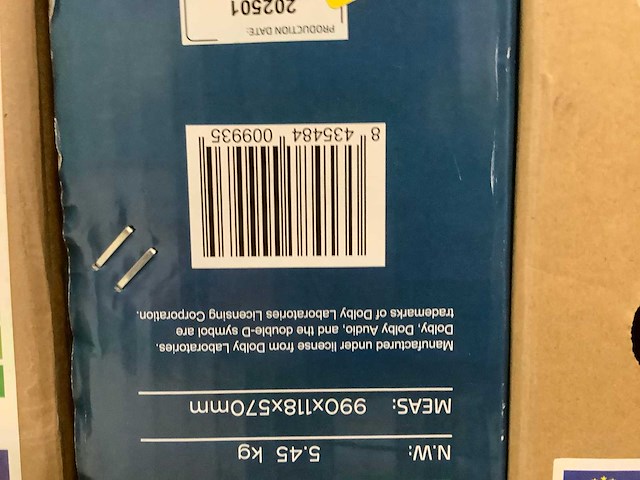 N.W: 5.45 kg
MEAS: 990x118x570mm
Manufactured under license from Dolby Laboratories.
Dolby, Dolby Audio, and the double-D symbol are
trademarks of Dolby Laboratories Licensing Corporation.
8 435484 009935
PRODUCTION DATE:
202501